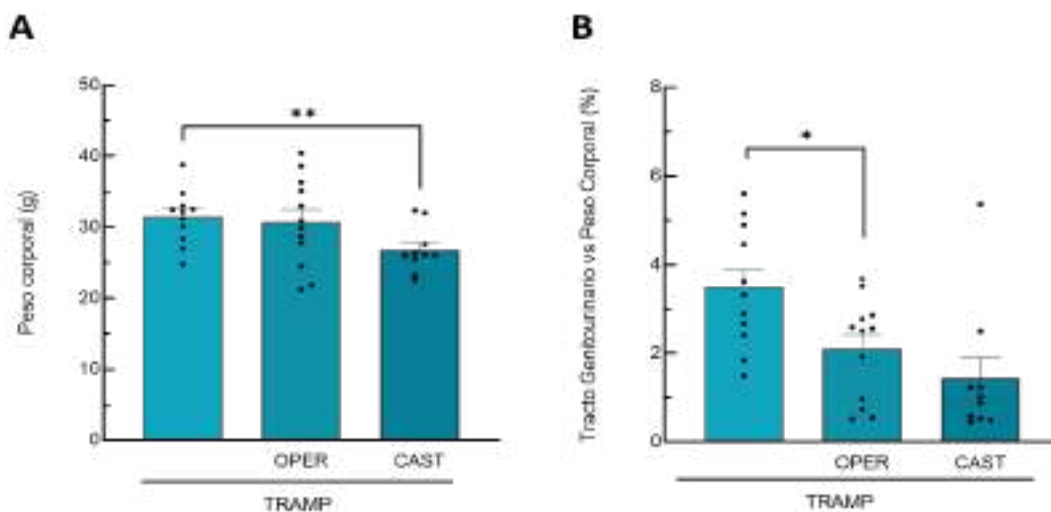 A
B
Peso corporal (g)
50
40
30
20
10
0
**
OPER
CAST
TRAMP
Tracto Genitourinario vs Peso Corporal (%)
8
6
4
2
0
*
OPER
CAST
TRAMP